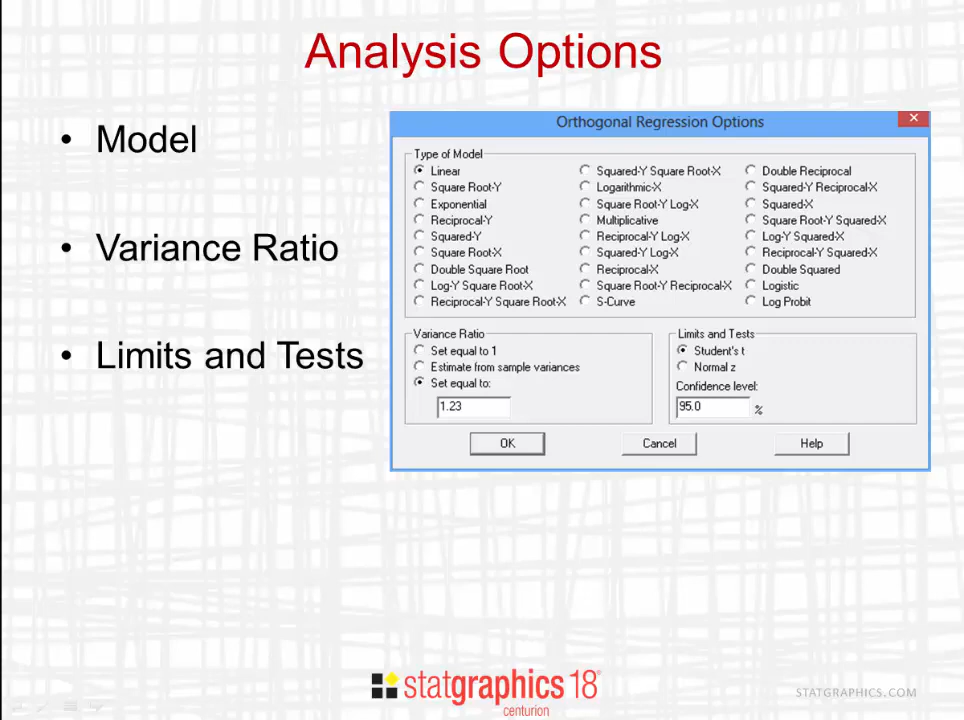 Analysis Options
• Model
• Variance Ratio
• Limits and Tests
Orthogonal Regression Options
Type of Model
Linear
Square Root-Y
Exponential
Reciprocal-Y
Squared-Y
Square Root-X
Double Square Root
Log-Y Square Root-X
Reciprocal-Y Square Root-X
Squared-Y Square Root-X
Logarithmic-X
Square Root-Y Log-X
Multiplicative
Reciprocal-Y Log-X
Squared-Y Log-X
Reciprocal-X
Square Root-Y Reciprocal-X
S-Curve
Double Reciprocal
Squared-Y Reciprocal-X
Squared-X
Square Root-Y Squared-X
Log-Y Squared-X
Reciprocal-Y Squared-X
Double Squared
Logistic
Log Probit
Variance Ratio
Set equal to 1
Estimate from sample variances
Set equal to:
1.23
Limits and Tests
Student's t
Normal z
Confidence level:
95.0 %
OK Cancel Help
statgraphics 18®
centurion
STATGRAPHICS.COM